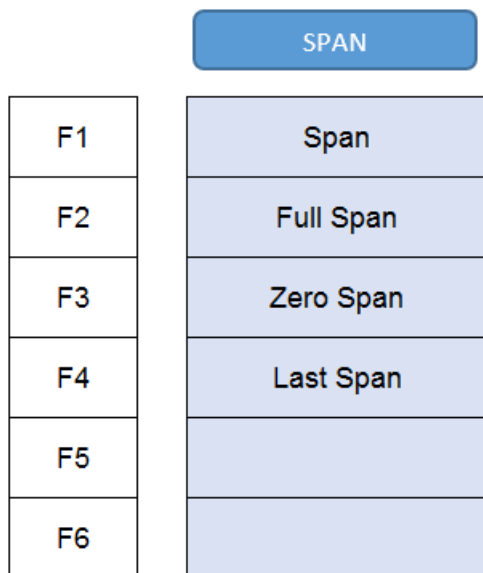 SPAN
F1 Span
F2 Full Span
F3 Zero Span
F4 Last Span
F5
F6